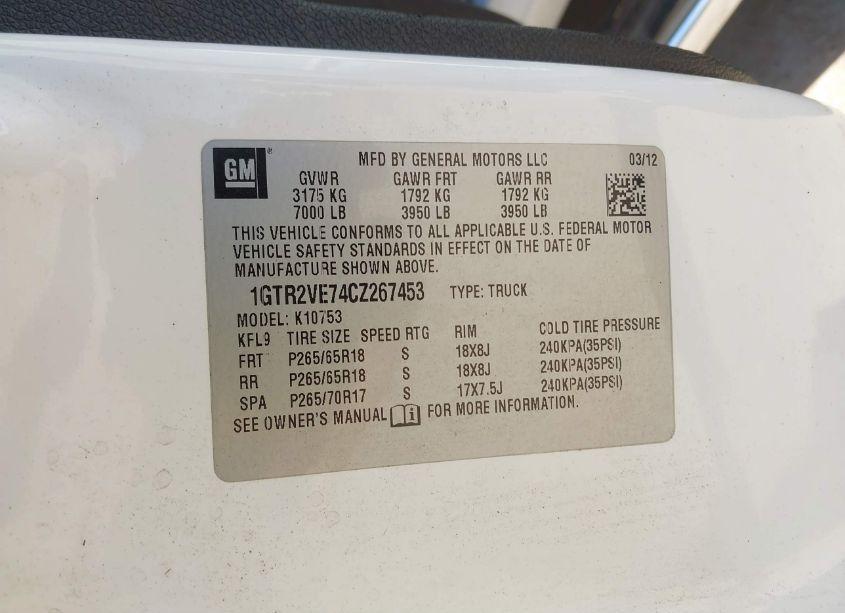 GM ® MFD BY GENERAL MOTORS LLC 03/12
GVWR GAWR FRT GAWR RR
3175 KG 1792 KG 1792 KG
7000 LB 3950 LB 3950 LB
THIS VEHICLE CONFORMS TO ALL APPLICABLE U.S. FEDERAL MOTOR
VEHICLE SAFETY STANDARDS IN EFFECT ON THE DATE OF
MANUFACTURE SHOWN ABOVE.
1GTR2VE74CZ267453 TYPE: TRUCK
MODEL: K10753
KFL9 TIRE SIZE SPEED RTG RIM COLD TIRE PRESSURE
FRT P265/65R18 S 18X8J 240KPA(35PSI)
RR P265/65R18 S 18X8J 240KPA(35PSI)
SPA P265/70R17 S 17X7.5J 240KPA(35PSI)
SEE OWNER'S MANUAL i FOR MORE INFORMATION.